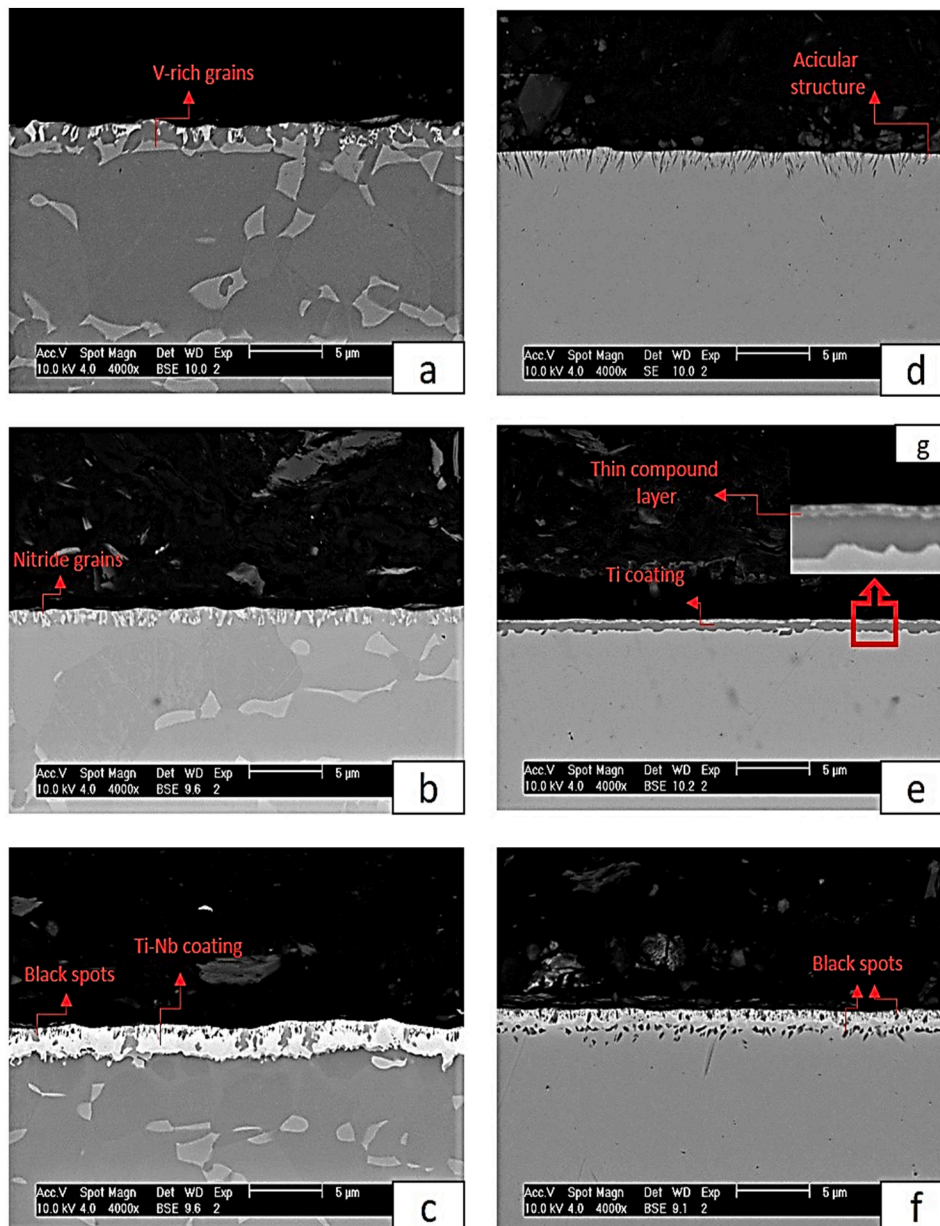 V-rich grains
Acc.V Spot Magn Det WD Exp 5 µm
10.0 kV 4.0 4000x BSE 10.0 2
a
Acicular
structure
Acc.V Spot Magn Det WD Exp 5 µm
10.0 kV 4.0 4000x SE 10.0 2
d
Nitride grains
Acc.V Spot Magn Det WD Exp 5 µm
10.0 kV 4.0 4000x BSE 9.6 2
b
g
Thin compound
layer
Ti coating
Acc.V Spot Magn Det WD Exp 5 µm
10.0 kV 4.0 4000x BSE 10.2 2
e
Ti-Nb coating
Black spots
Acc.V Spot Magn Det WD Exp 5 µm
10.0 kV 4.0 4000x BSE 9.6 2
c
Black spots
Acc.V Spot Magn Det WD Exp 5 µm
10.0 kV 4.0 4000x BSE 9.1 2
f